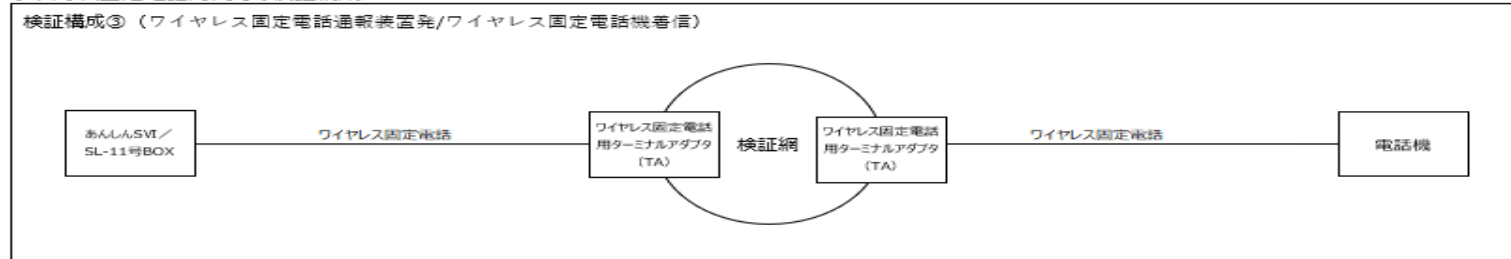 検証構成③（ワイヤレス固定電話通報装置発/ワイヤレス固定電話機着信）
あんしんSVI／
SL-11号BOX
ワイヤレス固定電話
ワイヤレス固定電話
用ターミナルアダプタ
（TA）
検証網
ワイヤレス固定電話
用ターミナルアダプタ
（TA）
ワイヤレス固定電話
電話機